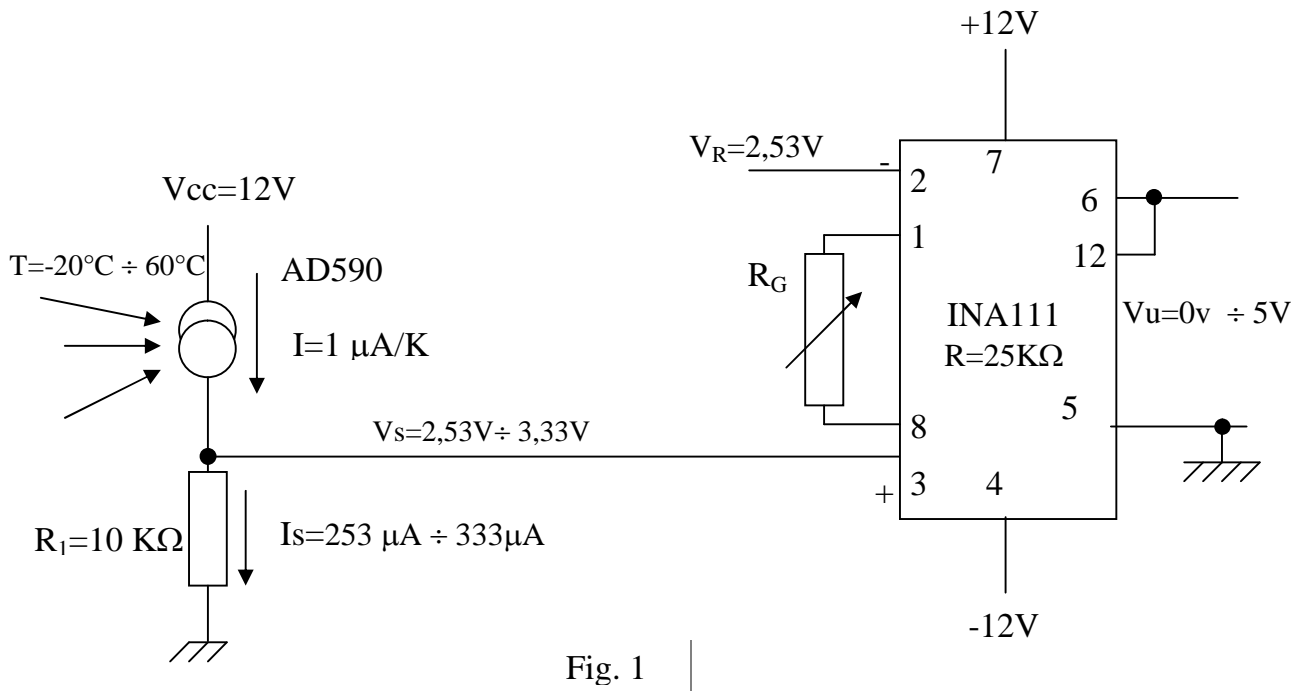 +12V
V_R=2,53V
-
7
2
Vcc=12V
6
1
T=-20°C ÷ 60°C
AD590
12
R_G
INA111
Vu=0v ÷ 5V
I=1 µA/K
R=25KΩ
5
Vs=2,53V÷ 3,33V
8
+
3
4
R₁=10 KΩ
Is=253 µA ÷ 333µA
-12V
Fig. 1